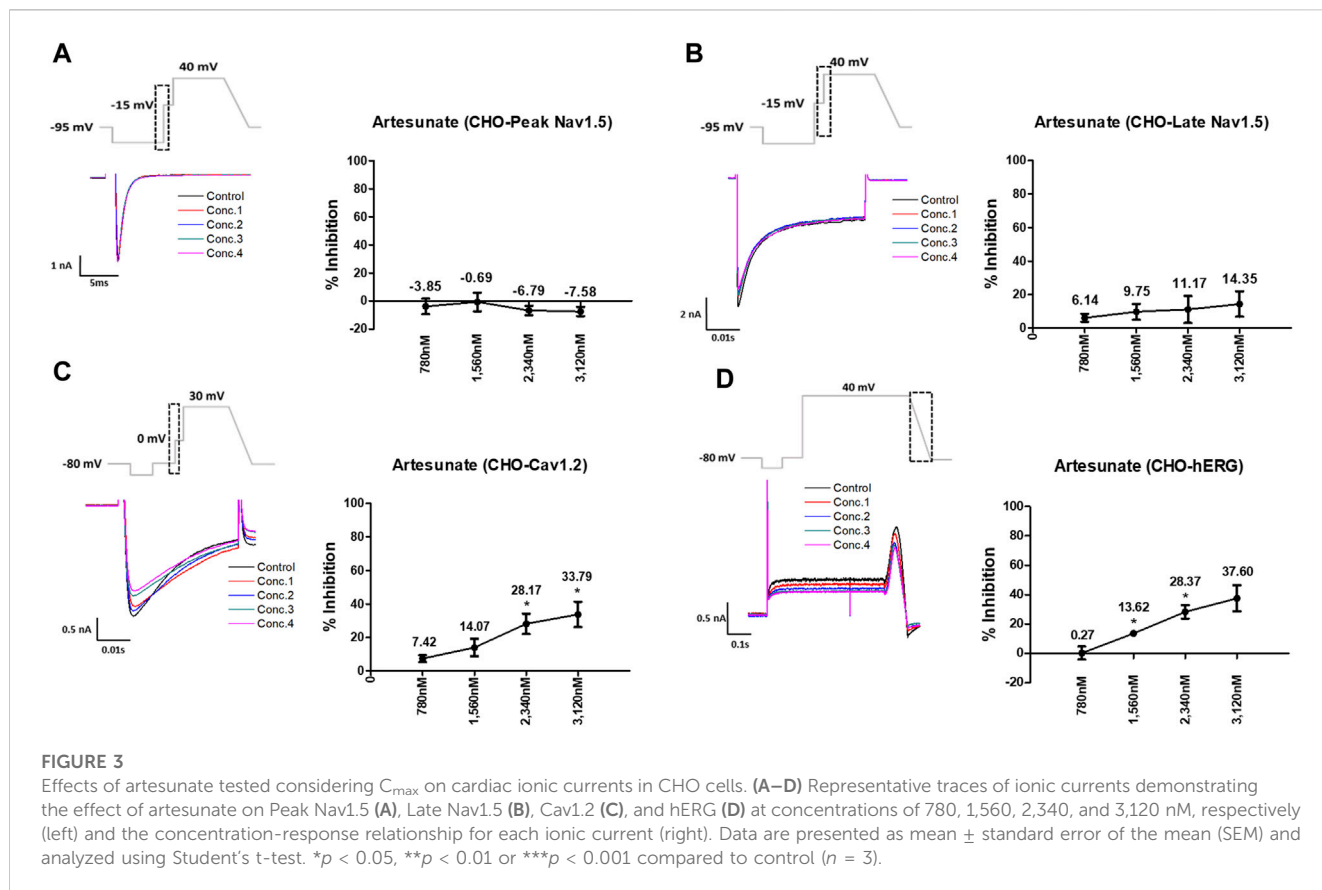 A
40 mV
-15 mV
-95 mV
Control
Conc.1
Conc.2
Conc.3
Conc.4
1 nA
5ms
Artesunate (CHO-Peak Nav1.5)
% Inhibition
100
80
60
40
20
0
-20
-3.85
-0.69
-6.79
-7.58
780nM
1,560nM
2,340nM
3,120nM
B
40 mV
-15 mV
-95 mV
Control
Conc.1
Conc.2
Conc.3
Conc.4
2 nA
0.01s
Artesunate (CHO-Late Nav1.5)
% Inhibition
100
80
60
40
20
0
6.14
9.75
11.17
14.35
0
780nM
1,560nM
2,340nM
3,120nM
C
30 mV
0 mV
-80 mV
Control
Conc.1
Conc.2
Conc.3
Conc.4
0.5 nA
0.01s
Artesunate (CHO-Cav1.2)
% Inhibition
100
80
60
40
20
0
7.42
14.07
28.17
*
33.79
*
0
780nM
1,560nM
2,340nM
3,120nM
D
40 mV
-80 mV
Control
Conc.1
Conc.2
Conc.3
Conc.4
0.5 nA
0.1s
Artesunate (CHO-hERG)
% Inhibition
100
80
60
40
20
0
-20
0.27
13.62
*
28.37
*
37.60
780nM
1,560nM
2,340nM
3,120nM
FIGURE 3
Effects of artesunate tested considering Cmax on cardiac ionic currents in CHO cells. (A–D) Representative traces of ionic currents demonstrating
the effect of artesunate on Peak Nav1.5 (A), Late Nav1.5 (B), Cav1.2 (C), and hERG (D) at concentrations of 780, 1,560, 2,340, and 3,120 nM, respectively
(left) and the concentration-response relationship for each ionic current (right). Data are presented as mean ± standard error of the mean (SEM) and
analyzed using Student's t-test. *p < 0.05, **p < 0.01 or ***p < 0.001 compared to control (n = 3).